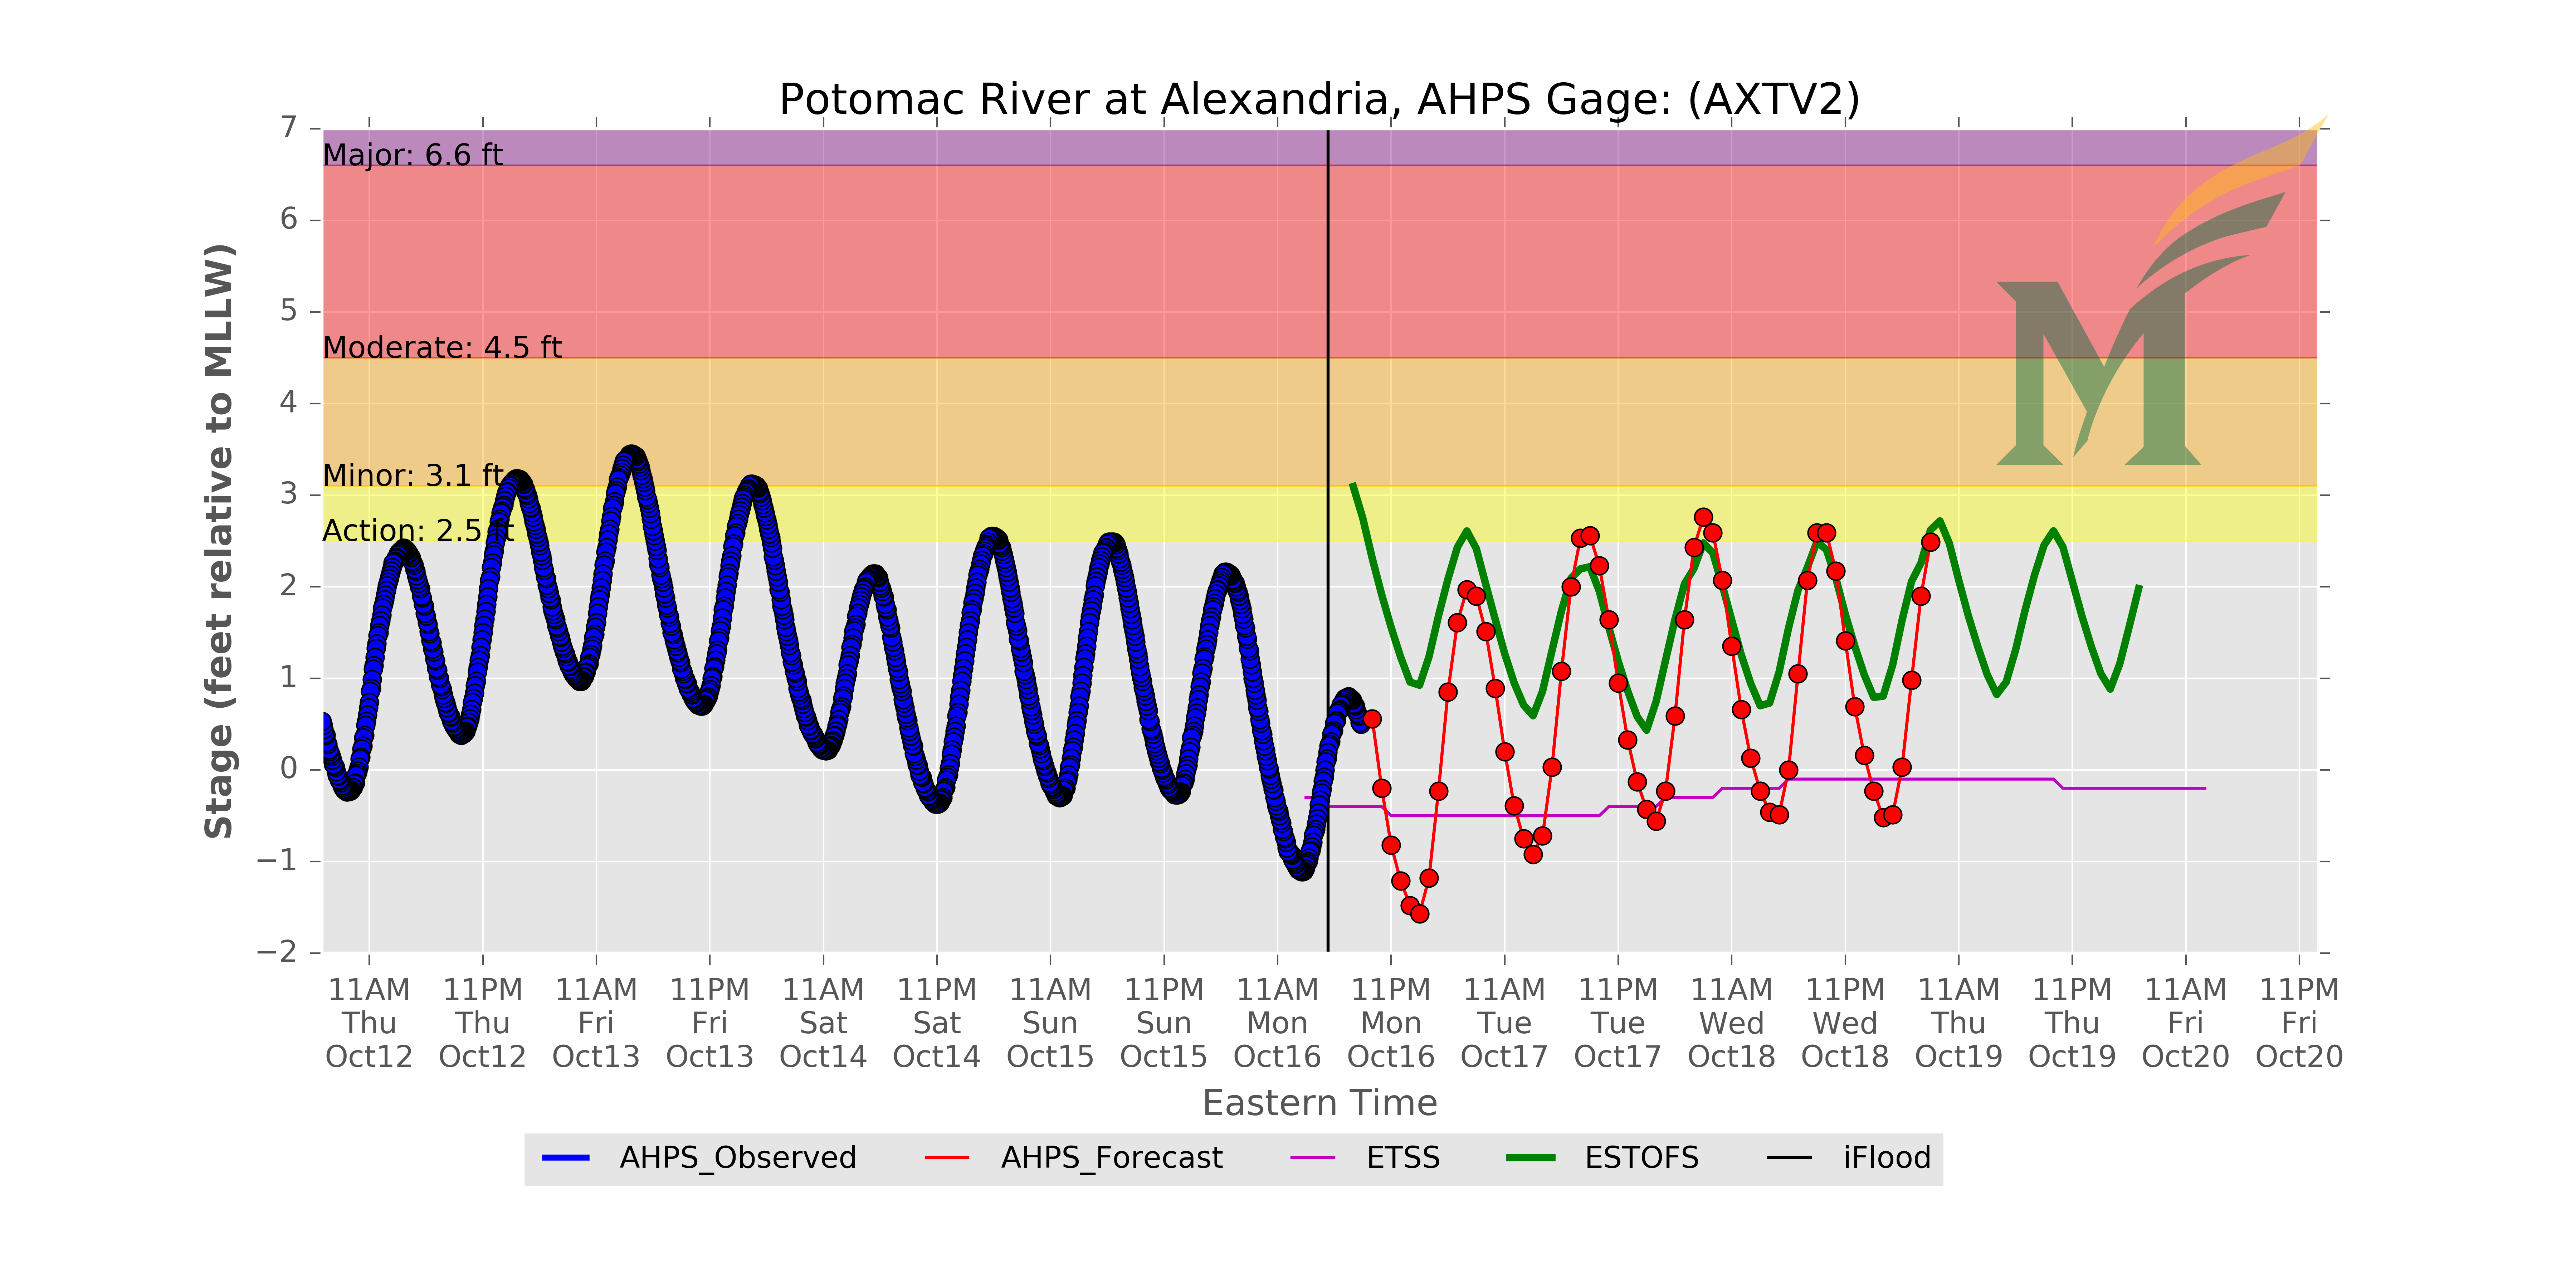 Potomac River at Alexandria, AHPS Gage: (AXTV2)
Stage (feet relative to MLLW)
7
6
5
4
3
2
1
0
−1
−2
Major: 6.6 ft
Moderate: 4.5 ft
Minor: 3.1 ft
Action: 2.5 ft
M
11AM 11PM 11AM 11PM 11AM 11PM 11AM 11PM 11AM 11PM 11AM 11PM 11AM 11PM 11AM 11PM 11AM 11PM
Thu Thu Fri Fri Sat Sat Sun Sun Mon Mon Tue Tue Wed Wed Thu Thu Fri Fri
Oct12 Oct12 Oct13 Oct13 Oct14 Oct14 Oct15 Oct15 Oct16 Oct16 Oct17 Oct17 Oct18 Oct18 Oct19 Oct19 Oct20 Oct20
Eastern Time
AHPS_Observed AHPS_Forecast ETSS ESTOFS iFlood